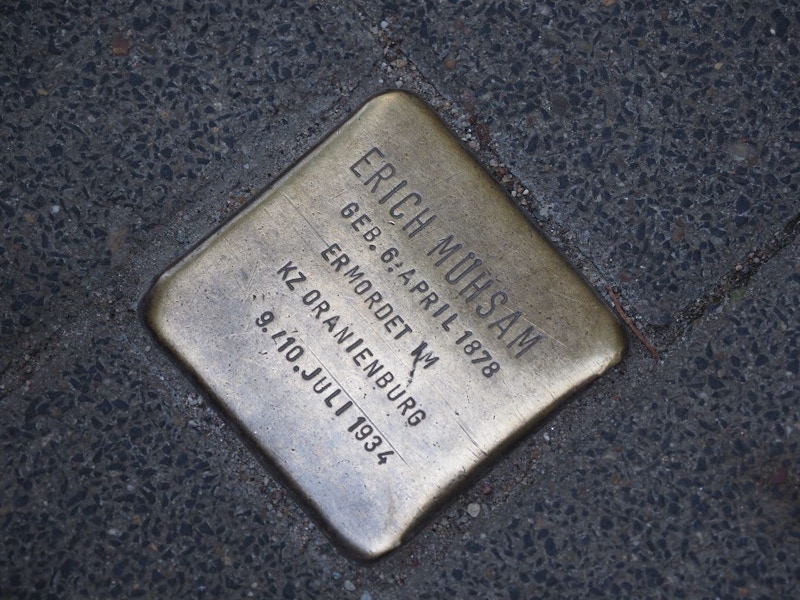 ERICH MÜHSAM
GEB. 6. APRIL 1878
ERMORDET IM
KZ ORANIENBURG
9./10. JULI 1934